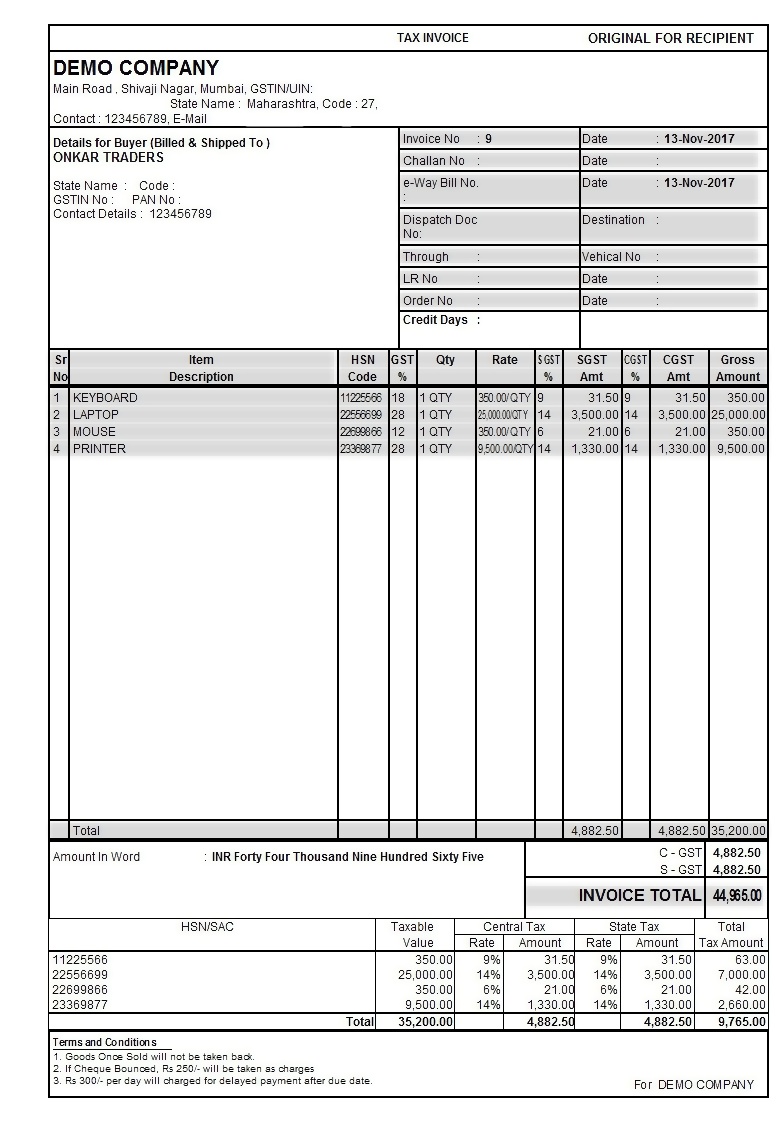 TAX INVOICE ORIGINAL FOR RECIPIENT
DEMO COMPANY
Main Road , Shivaji Nagar, Mumbai, GSTIN/UIN:
State Name : Maharashtra, Code : 27,
Contact : 123456789, E-Mail
Details for Buyer (Billed & Shipped To )
ONKAR TRADERS
State Name : Code :
GSTIN No : PAN No :
Contact Details : 123456789
Invoice No : 9 Date : 13-Nov-2017
Challan No : Date :
e-Way Bill No. Date : 13-Nov-2017
:
Dispatch Doc Destination :
No:
Through : Vehical No :
LR No : Date :
Order No : Date :
Credit Days :
Sr Item HSN GST Qty Rate SGST SGST CGST CGST Gross
No Description Code % % Amt % Amt Amount
1 KEYBOARD 11225566 18 1 QTY 350.00/QTY 9 31.50 9 31.50 350.00
2 LAPTOP 22556699 28 1 QTY 25,000.00/QTY 14 3,500.00 14 3,500.00 25,000.00
3 MOUSE 22699866 12 1 QTY 350.00/QTY 6 21.00 6 21.00 350.00
4 PRINTER 23369877 28 1 QTY 9,500.00/QTY 14 1,330.00 14 1,330.00 9,500.00
Total 4,882.50 4,882.50 35,200.00
Amount In Word : INR Forty Four Thousand Nine Hundred Sixty Five
C - GST 4,882.50
S - GST 4,882.50
INVOICE TOTAL 44,965.00
HSN/SAC Taxable Central Tax State Tax Total
Value Rate Amount Rate Amount Tax Amount
11225566 350.00 9% 31.50 9% 31.50 63.00
22556699 25,000.00 14% 3,500.00 14% 3,500.00 7,000.00
22699866 350.00 6% 21.00 6% 21.00 42.00
23369877 9,500.00 14% 1,330.00 14% 1,330.00 2,660.00
Total 35,200.00 4,882.50 4,882.50 9,765.00
Terms and Conditions
1. Goods Once Sold will not be taken back.
2. If Cheque Bounced, Rs 250/- will be taken as charges
3. Rs 300/- per day will charged for delayed payment after due date.
For DEMO COMPANY